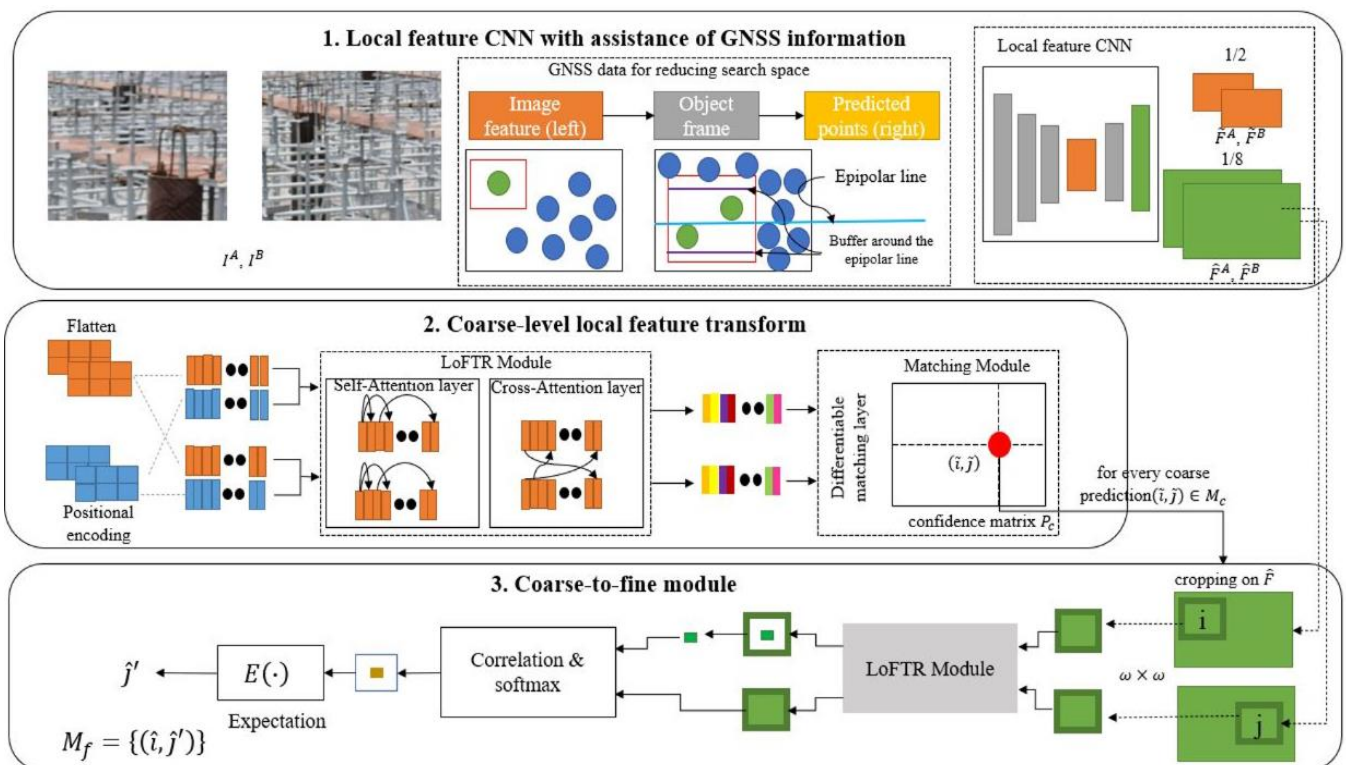 1. Local feature CNN with assistance of GNSS information
GNSS data for reducing search space
Image
feature (left)
Object
frame
Predicted
points (right)
Epipolar line
Buffer around the
epipolar line
I^A, I^B
Local feature CNN
1/2
F̃^A, F̃^B
1/8
F̂^A, F̂^B
2. Coarse-level local feature transform
Flatten
Positional
encoding
LoFTR Module
Self-Attention layer
Cross-Attention layer
Differentiable
matching layer
Matching Module
(ĩ, j̃)
confidence matrix P_c
for every coarse
prediction(ĩ, j̃) ∈ M_c
3. Coarse-to-fine module
cropping on F̂
i
j
ω × ω
LoFTR Module
Correlation &
softmax
E(·)
Expectation
ĵ′
M_f = {(î, ĵ′)}